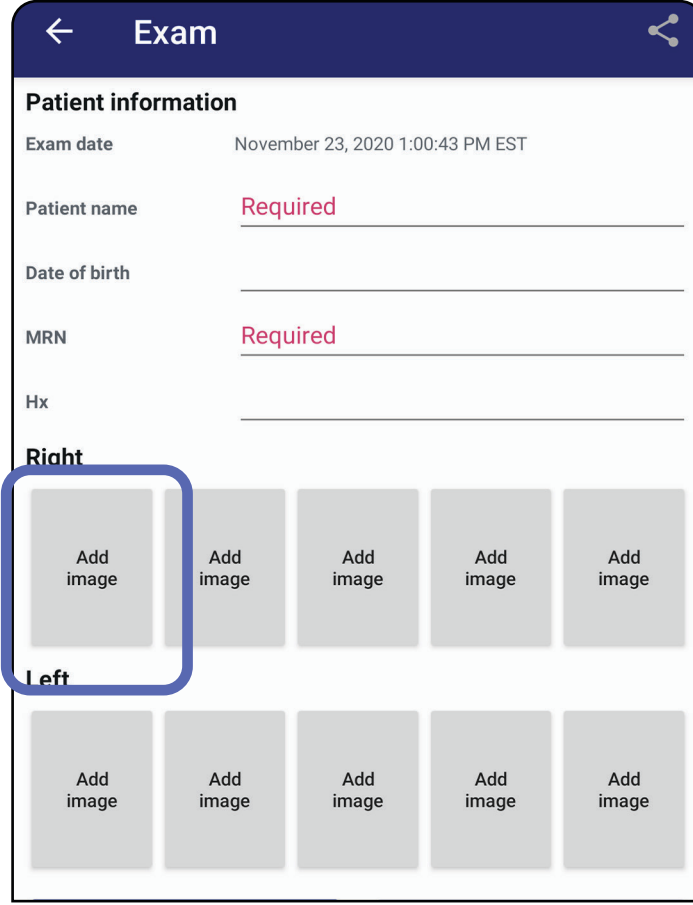 Exam
Patient information
Exam date November 23, 2020 1:00:43 PM EST
Patient name Required
Date of birth
MRN Required
Hx
Right
Add image Add image Add image Add image Add image
Left
Add image Add image Add image Add image Add image